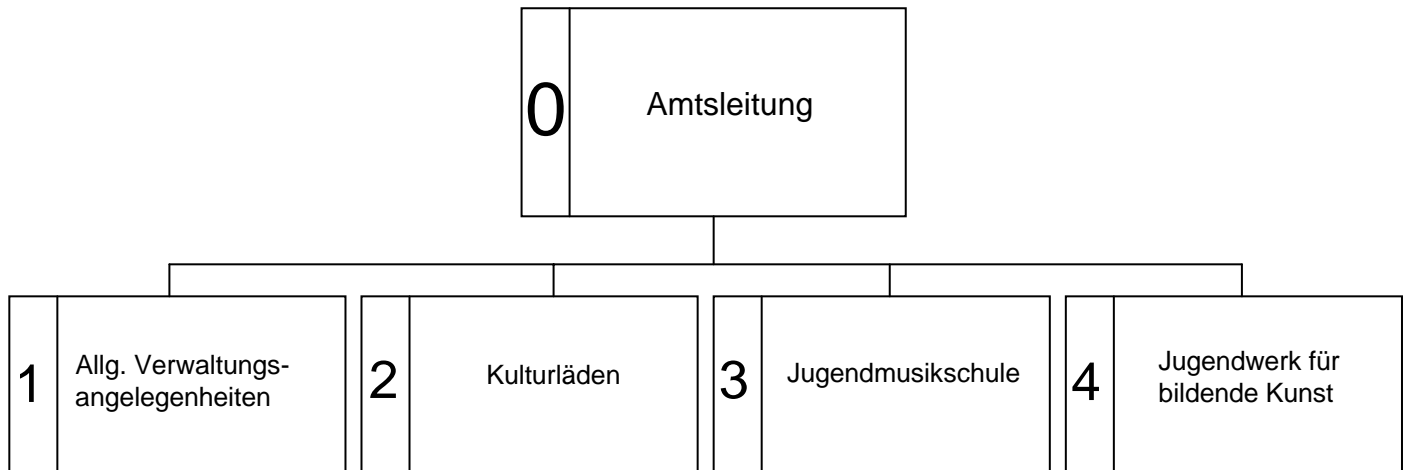 0
Amtsleitung
1
Allg. Verwaltungs-
angelegenheiten
2
Kulturläden
3
Jugendmusikschule
4
Jugendwerk für
bildende Kunst